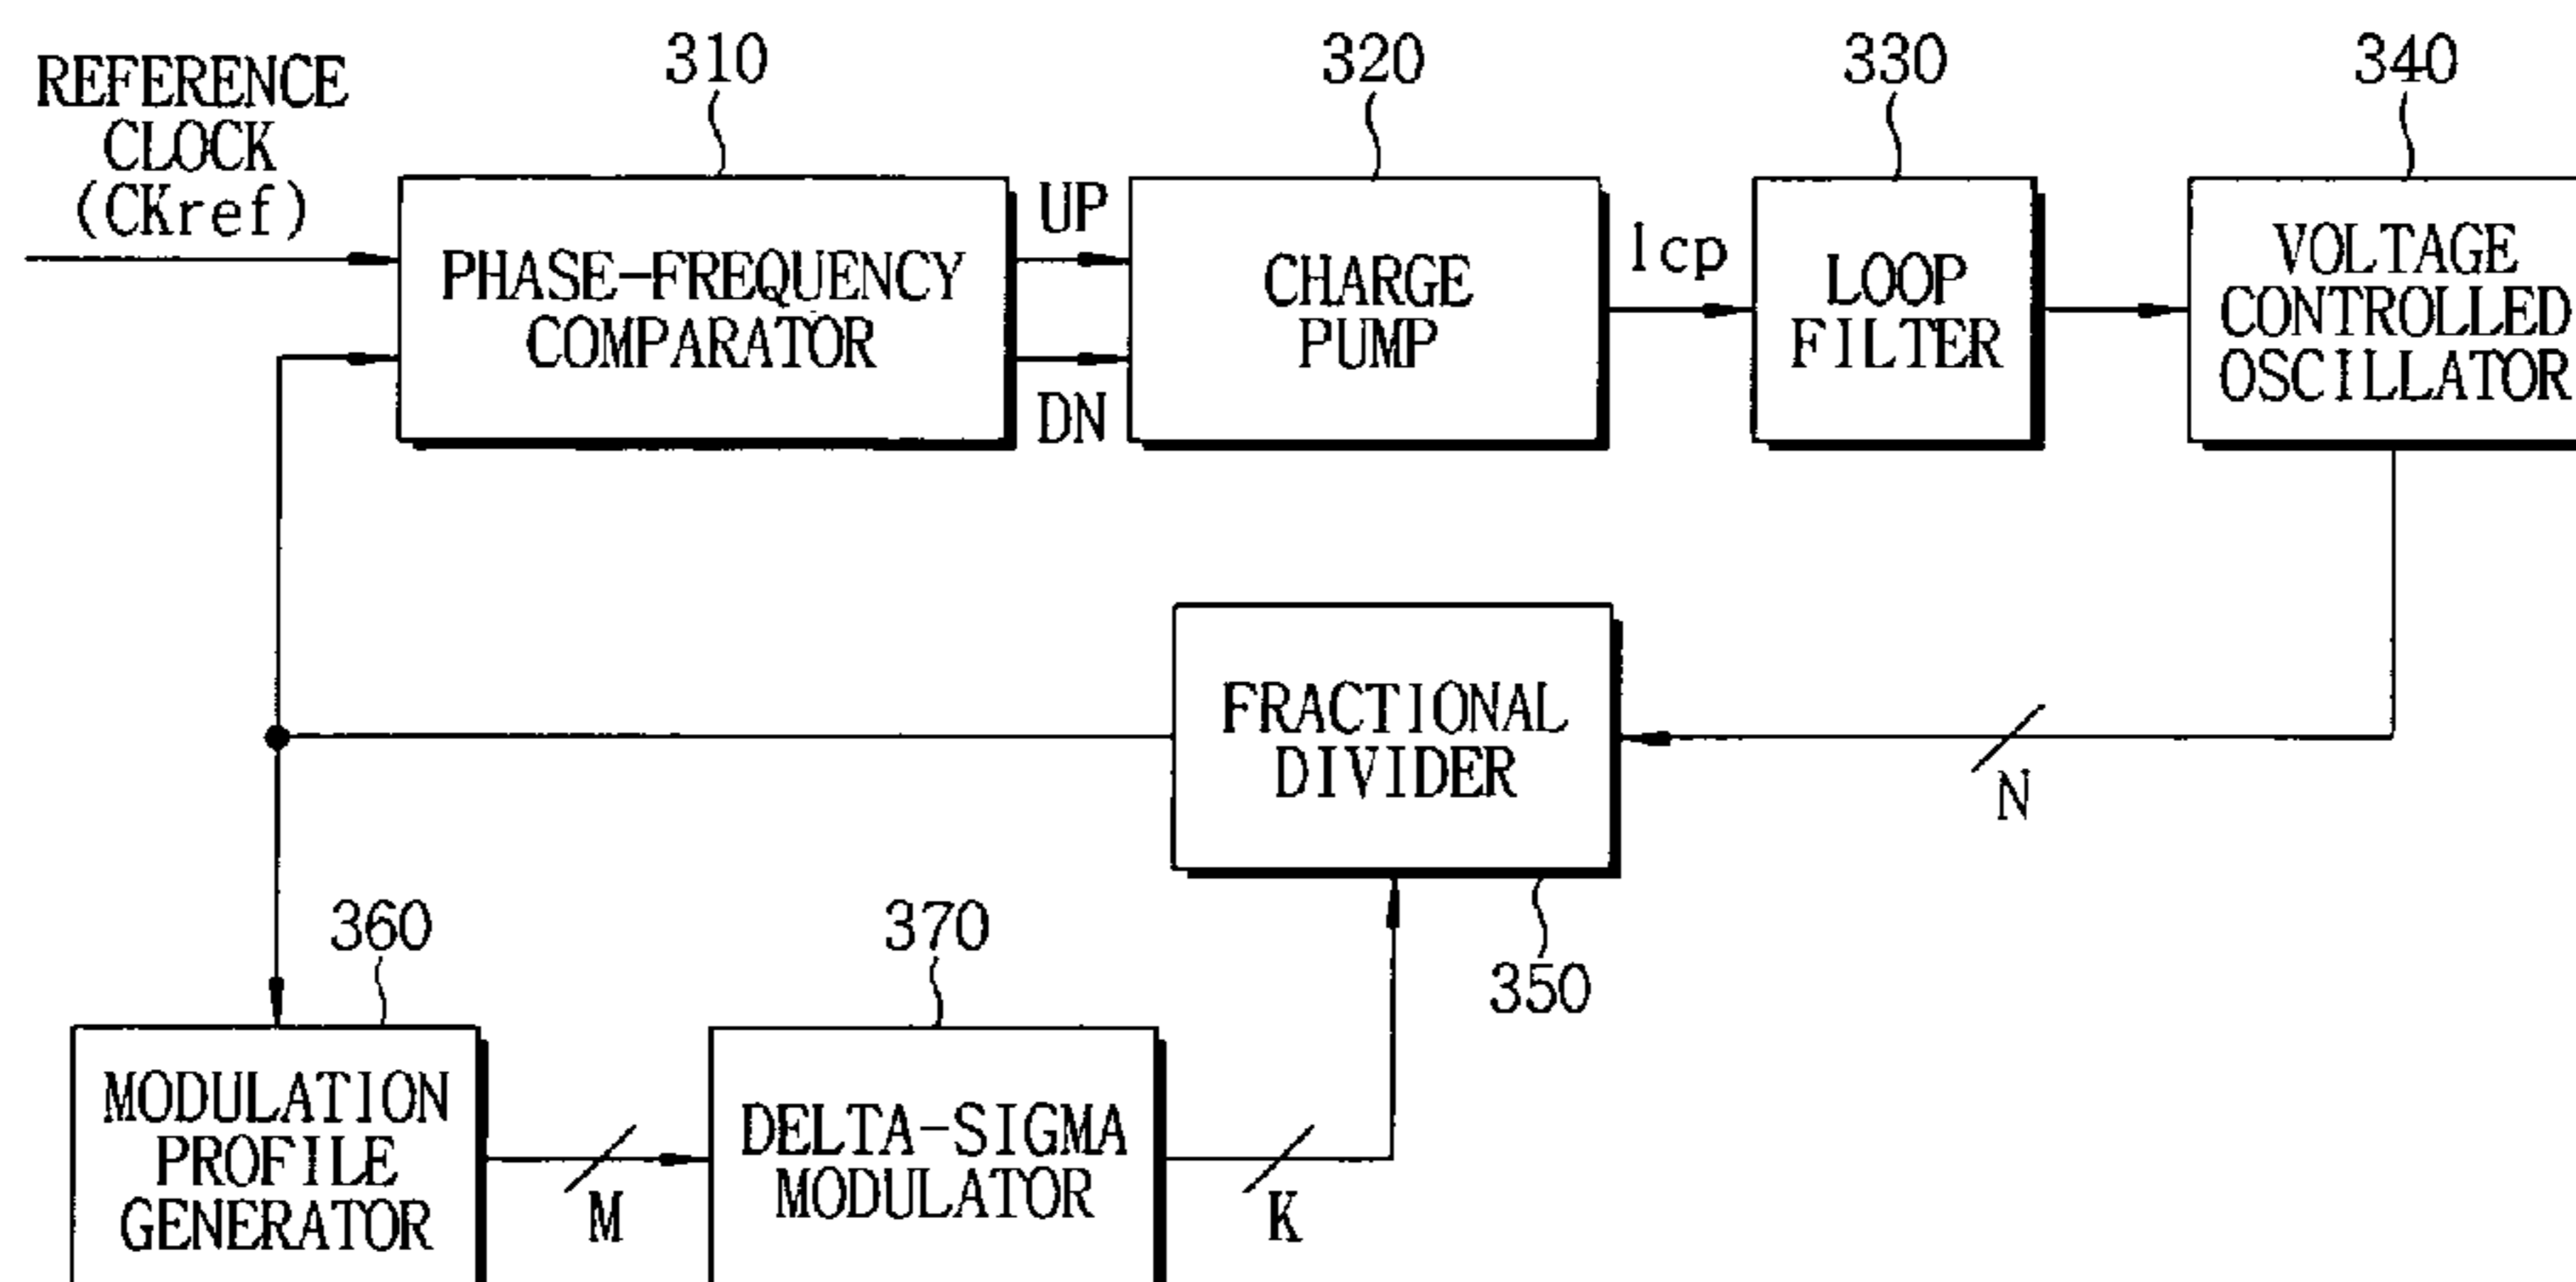 310
320
330
340
REFERENCE
CLOCK
(CKref)
PHASE-FREQUENCY
COMPARATOR
UP
DN
CHARGE
PUMP
Icp
LOOP
FILTER
VOLTAGE
CONTROLLED
OSCILLATOR
FRACTIONAL
DIVIDER
N
350
360
370
MODULATION
PROFILE
GENERATOR
M
DELTA-SIGMA
MODULATOR
K